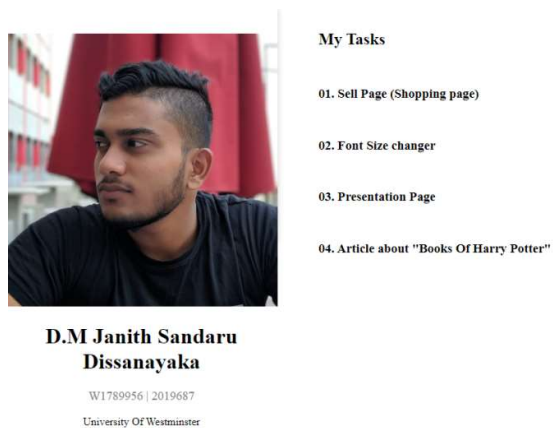 My Tasks
01. Sell Page (Shopping page)
02. Font Size changer
03. Presentation Page
04. Article about "Books Of Harry Potter"
D.M Janith Sandaru
Dissanayaka
W1789956 | 2019687
University Of Westminster